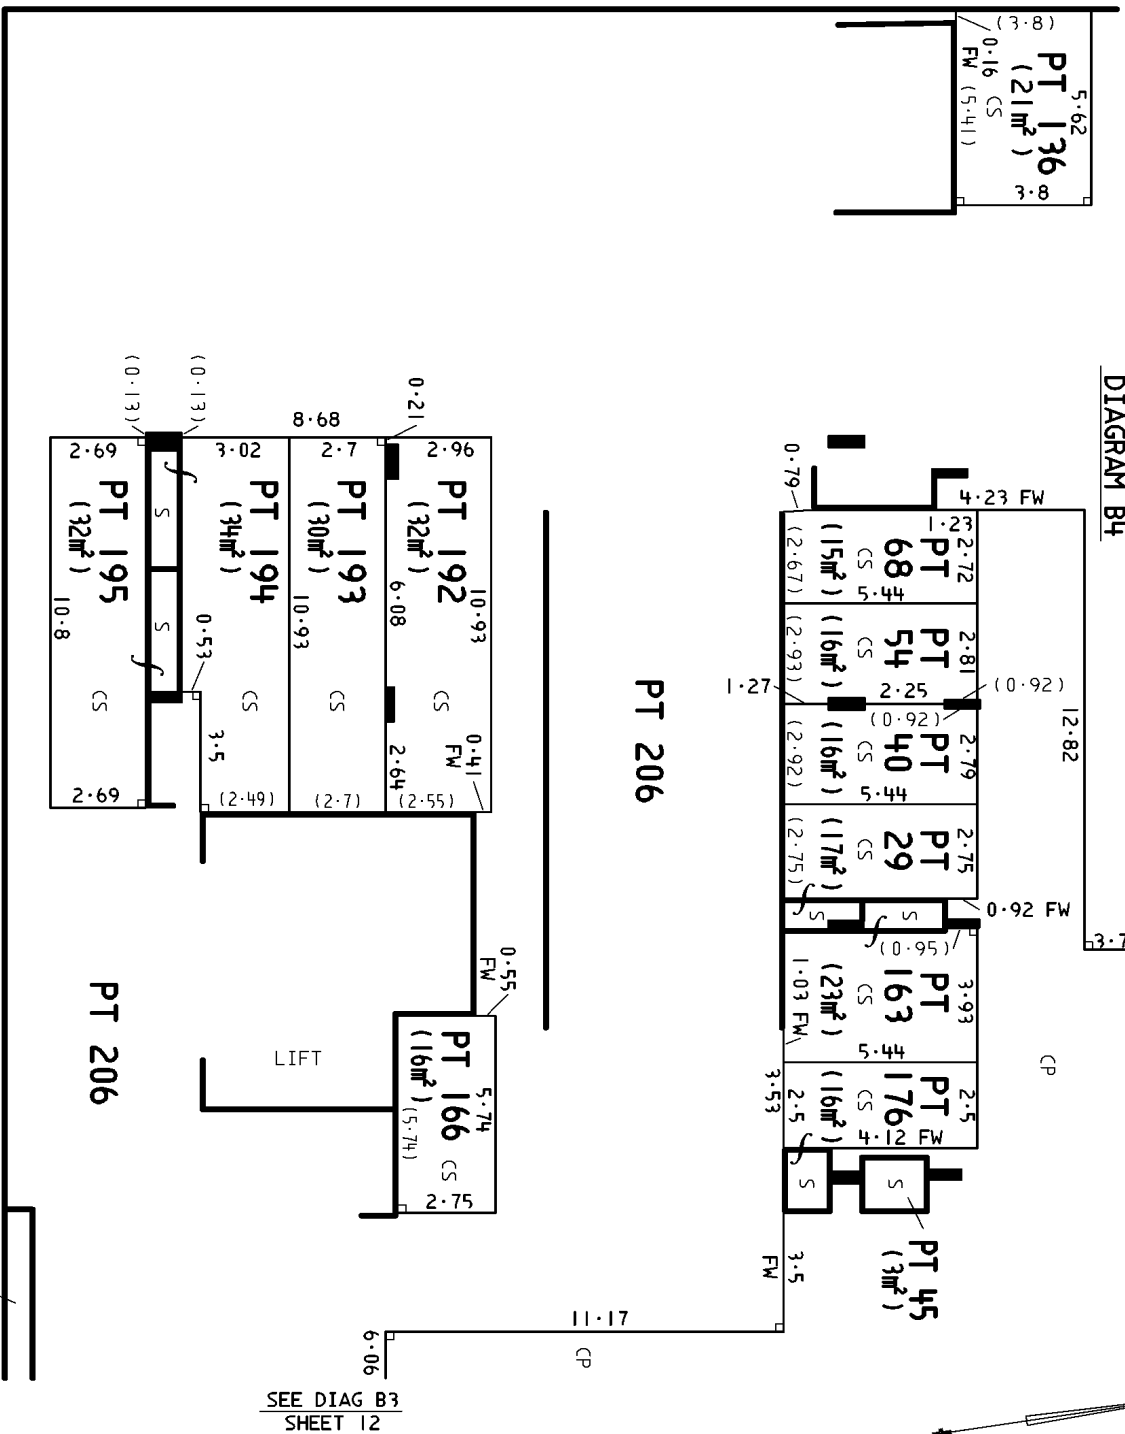 DIAGRAM B4
(3·8)
0·16
FW
(5·41)
CS
PT 136
(21m²)
5·62
3·8
4·23 FW
0·79
1·23
2·72
PT
68
CS
(15m²)
(2·67)
5·44
2·81
PT
54
CS
(16m²)
(2·93)
1·27
2·25
(0·92)
(0·92)
12·82
2·79
PT
40
CS
(16m²)
(2·92)
5·44
2·75
PT
29
CS
(17m²)
(2·75)
0·92 FW
S
S
(0·95)
3·7
3·93
PT
163
CS
(23m²)
1·03 FW
5·44
CP
2·5
PT
176
CS
(16m²)
2·5
3·53
4·12 FW
S
S
PT 45
(3m²)
3·5
FW
11·17
CP
6·06
SEE DIAG B3
SHEET 12
PT 206
(0·13)
(0·13)
8·68
0·21
2·69
3·02
2·7
2·96
PT 195
(32m²)
10·8
CS
2·69
S
S
0·53
3·5
PT 194
(34m²)
CS
(2·49)
PT 193
(30m²)
10·93
CS
(2·7)
PT 192
(32m²)
10·93
6·08
CS
2·64
0·41
FW
(2·55)
LIFT
0·55
FW
PT 166
(16m²)
5·74
(5·74)
CS
2·75
PT 206